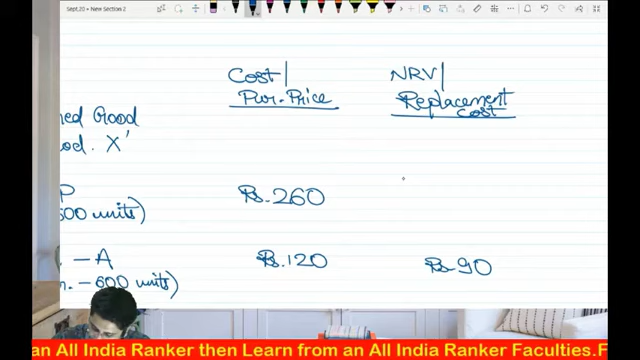 Sept.20 + New Section 2
Cost/ NRV/
Pur. Price Replacement
Cost
ned Good
od. X'
P Rs. 260
600 units)
. - A Rs. 120 Rs. 90
. - 600 units)
an All India Ranker then Learn from an All India Ranker Faculties.F